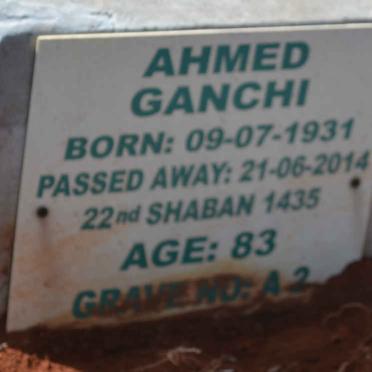 AHMED
GANCHI
BORN: 09-07-1931
PASSED AWAY: 21-06-2014
22nd SHABAN 1435
AGE: 83
GRAVE NO: A 2